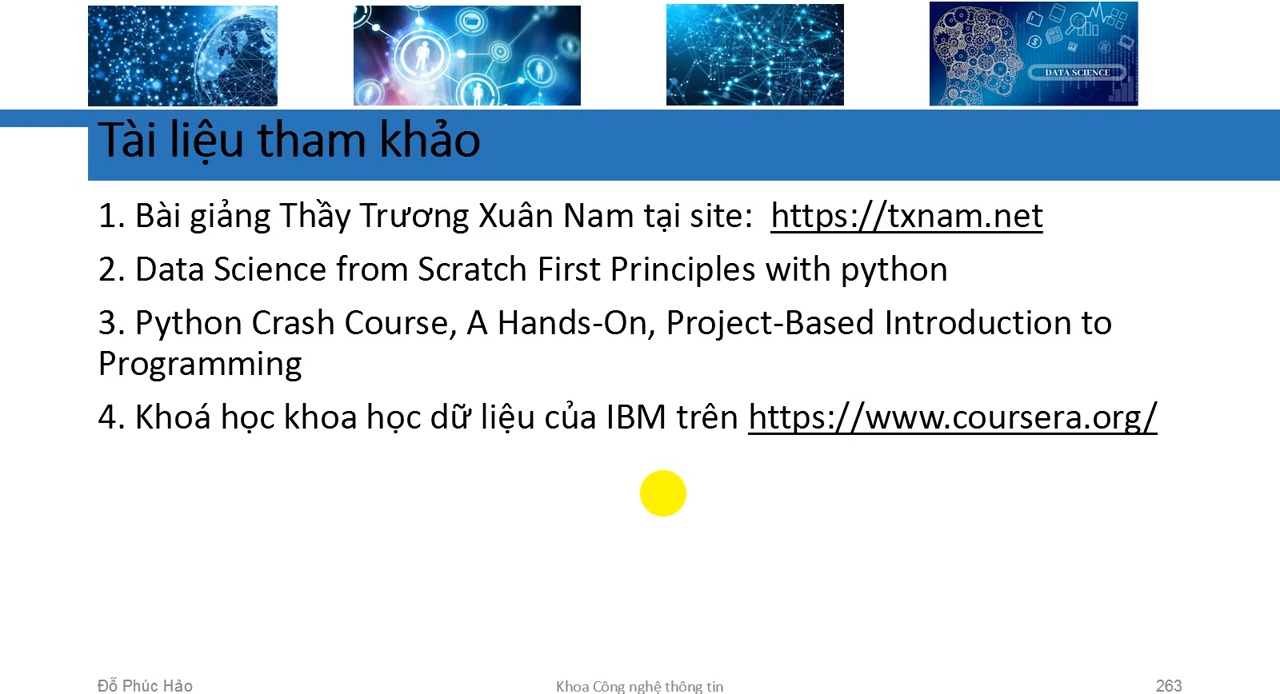 DATA SCIENCE
Tài liệu tham khảo
1. Bài giảng Thầy Trương Xuân Nam tại site: https://txnam.net
2. Data Science from Scratch First Principles with python
3. Python Crash Course, A Hands-On, Project-Based Introduction to
Programming
4. Khoá học khoa học dữ liệu của IBM trên https://www.coursera.org/
Đỗ Phúc Hảo
Khoa Công nghệ thông tin
263